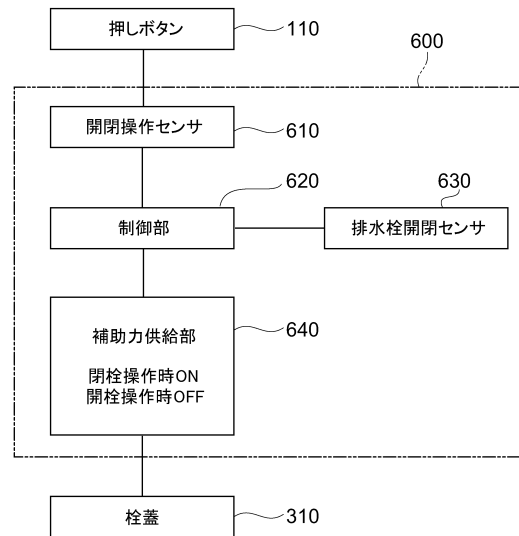 押しボタン
110
600
開閉操作センサ
610
620
630
制御部
排水栓開閉センサ
補助力供給部
640
閉栓操作時ON
開栓操作時OFF
栓蓋
310